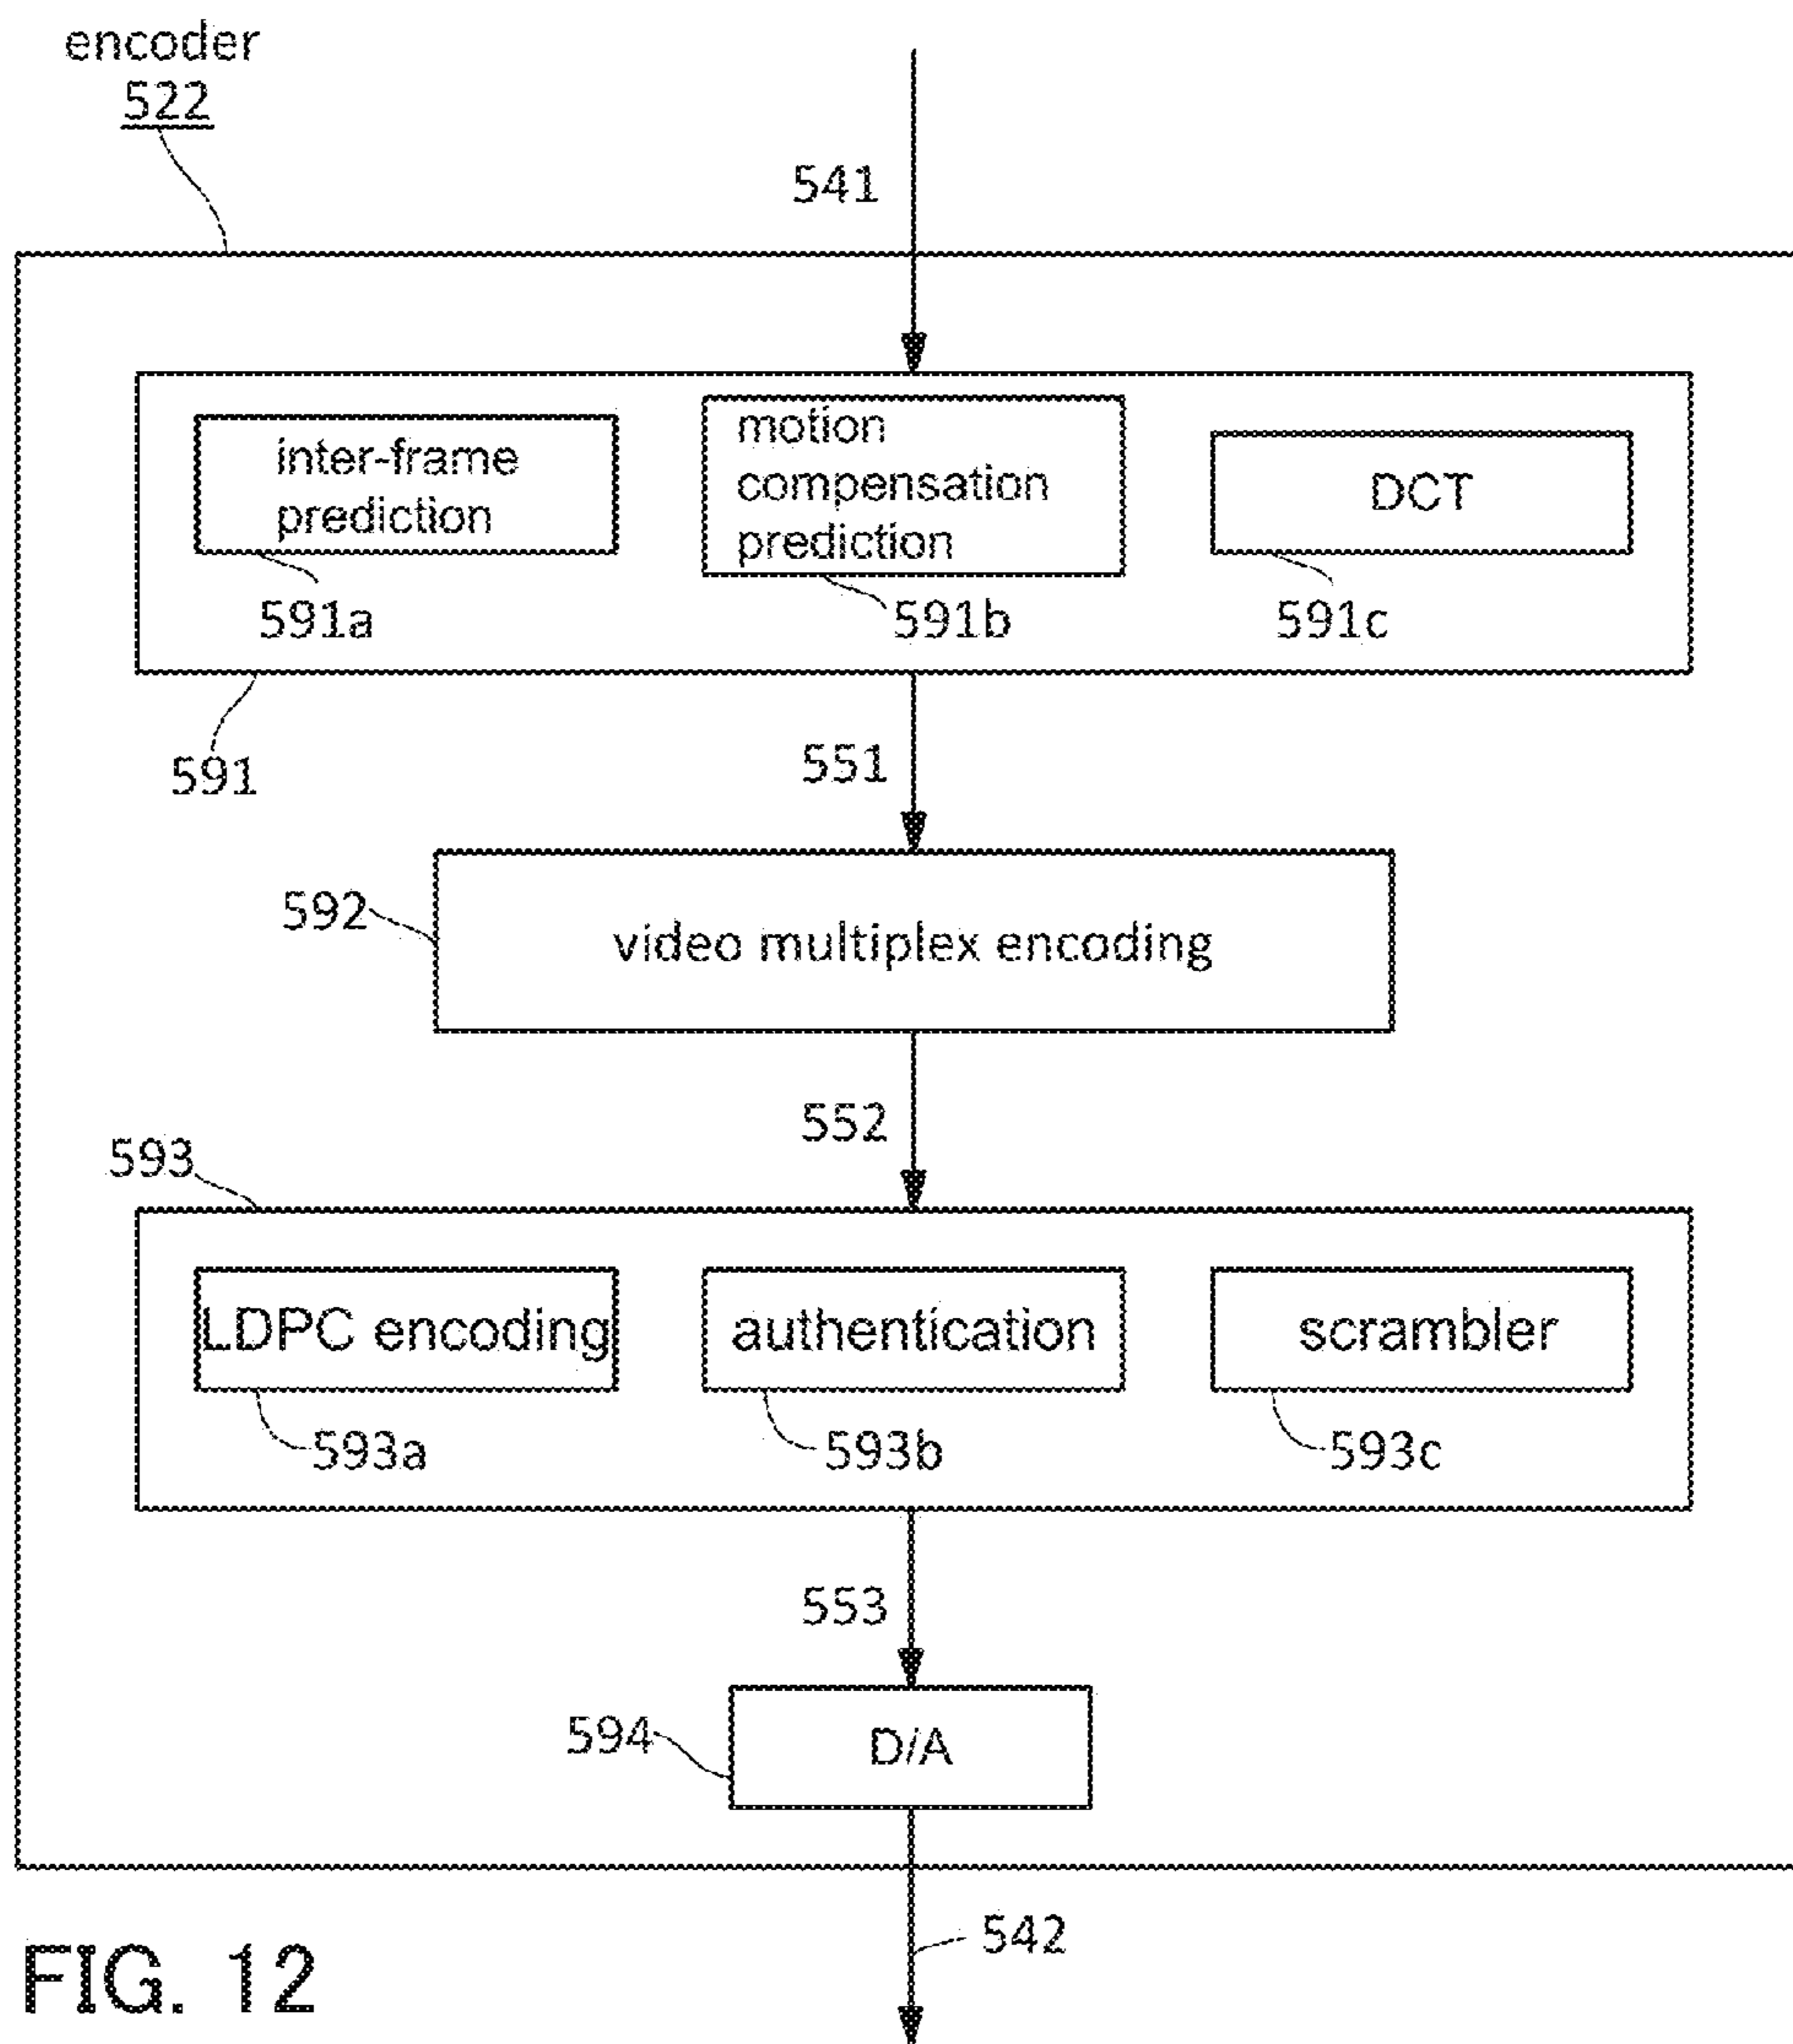 encoder
522
541
inter-frame
prediction
motion
compensation
prediction
DCT
591a
591b
591c
591
551
592
video multiplex encoding
552
593
LDPC encoding
authentication
scrambler
593a
593b
593c
553
594
D/A
542
FIG. 12